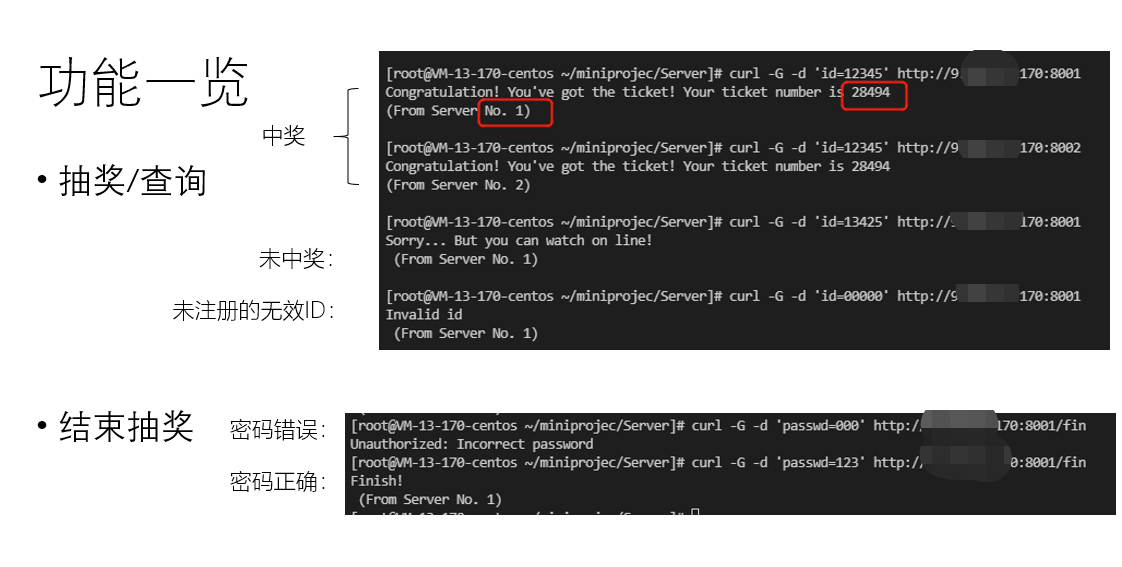 功能一览
中奖
• 抽奖/查询
未中奖：
未注册的无效ID：
[root@VM-13-170-centos ~/miniprojec/Server]# curl -G -d 'id=12345' http://9 170:8001
Congratulation! You've got the ticket! Your ticket number is 28494
(From Server No. 1)
[root@VM-13-170-centos ~/miniprojec/Server]# curl -G -d 'id=12345' http://9 170:8002
Congratulation! You've got the ticket! Your ticket number is 28494
(From Server No. 2)
[root@VM-13-170-centos ~/miniprojec/Server]# curl -G -d 'id=13425' http:// 170:8001
Sorry... But you can watch on line!
(From Server No. 1)
[root@VM-13-170-centos ~/miniprojec/Server]# curl -G -d 'id=00000' http://9 170:8001
Invalid id
(From Server No. 1)
• 结束抽奖
密码错误：
密码正确：
[root@VM-13-170-centos ~/miniprojec/Server]# curl -G -d 'passwd=000' http:/ 170:8001/fin
Unauthorized: Incorrect password
[root@VM-13-170-centos ~/miniprojec/Server]# curl -G -d 'passwd=123' http:/ 0:8001/fin
Finish!
(From Server No. 1)